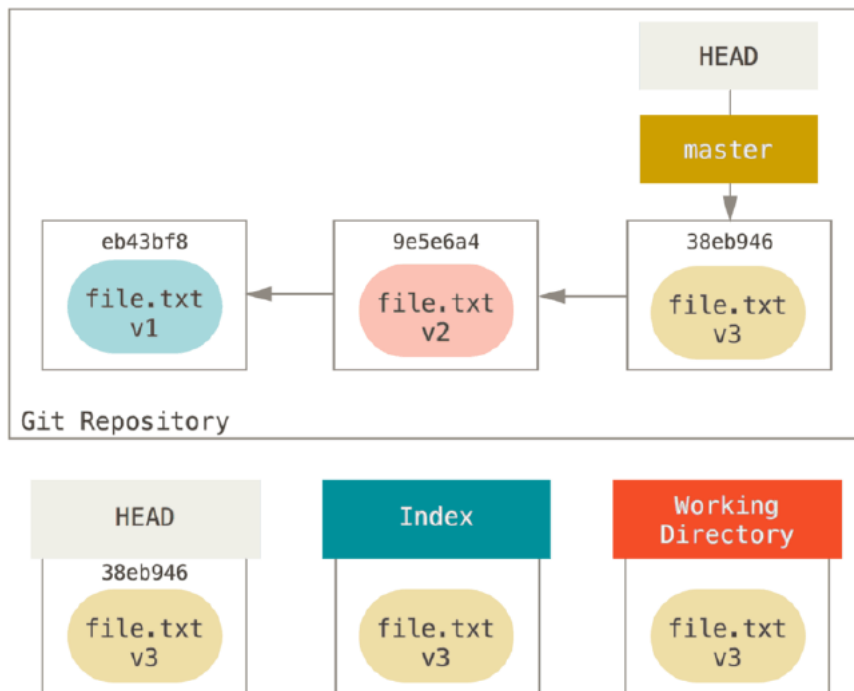 HEAD
master
eb43bf8
9e5e6a4
38eb946
file.txt
v1
file.txt
v2
file.txt
v3
Git Repository
HEAD
Index
Working
Directory
38eb946
file.txt
v3
file.txt
v3
file.txt
v3